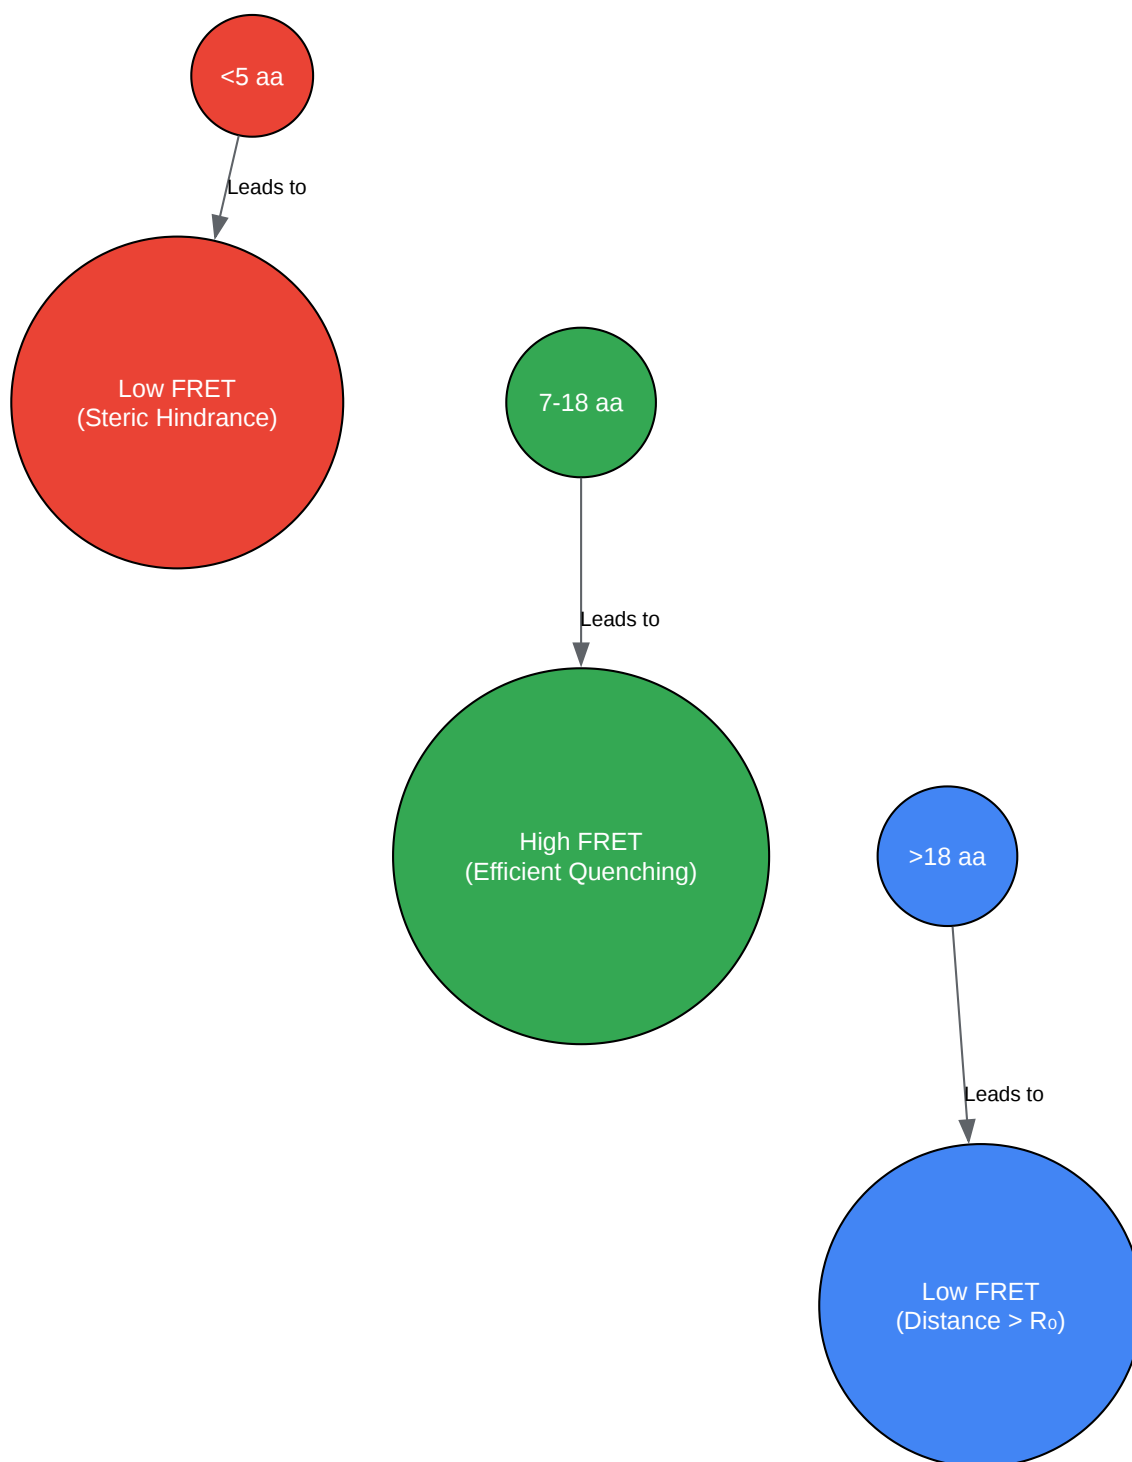 <5 aa
Leads to
Low FRET
(Steric Hindrance)
7-18 aa
Leads to
High FRET
(Efficient Quenching)
>18 aa
Leads to
Low FRET
(Distance > R₀)